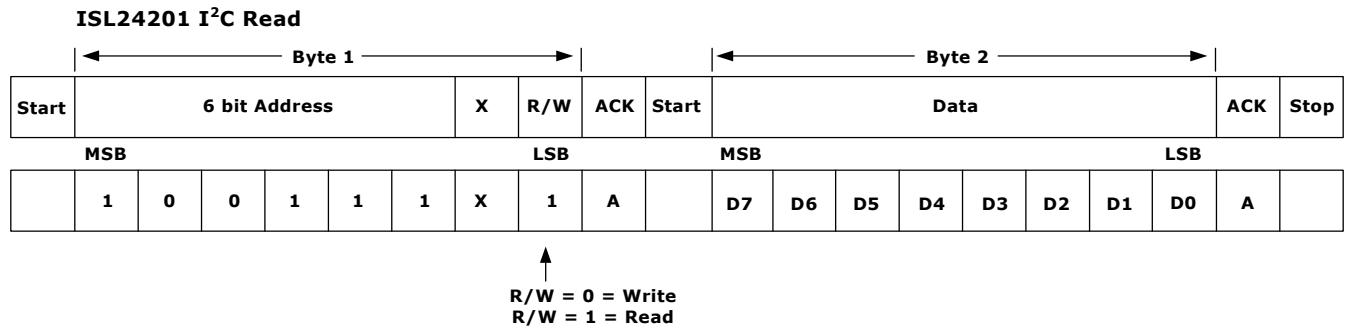 ISL24201 I²C Read
Byte 1 Byte 2
Start 6 bit Address X R/W ACK Start Data ACK Stop
MSB LSB MSB LSB
1 0 0 1 1 1 X 1 A D7 D6 D5 D4 D3 D2 D1 D0 A
R/W = 0 = Write
R/W = 1 = Read